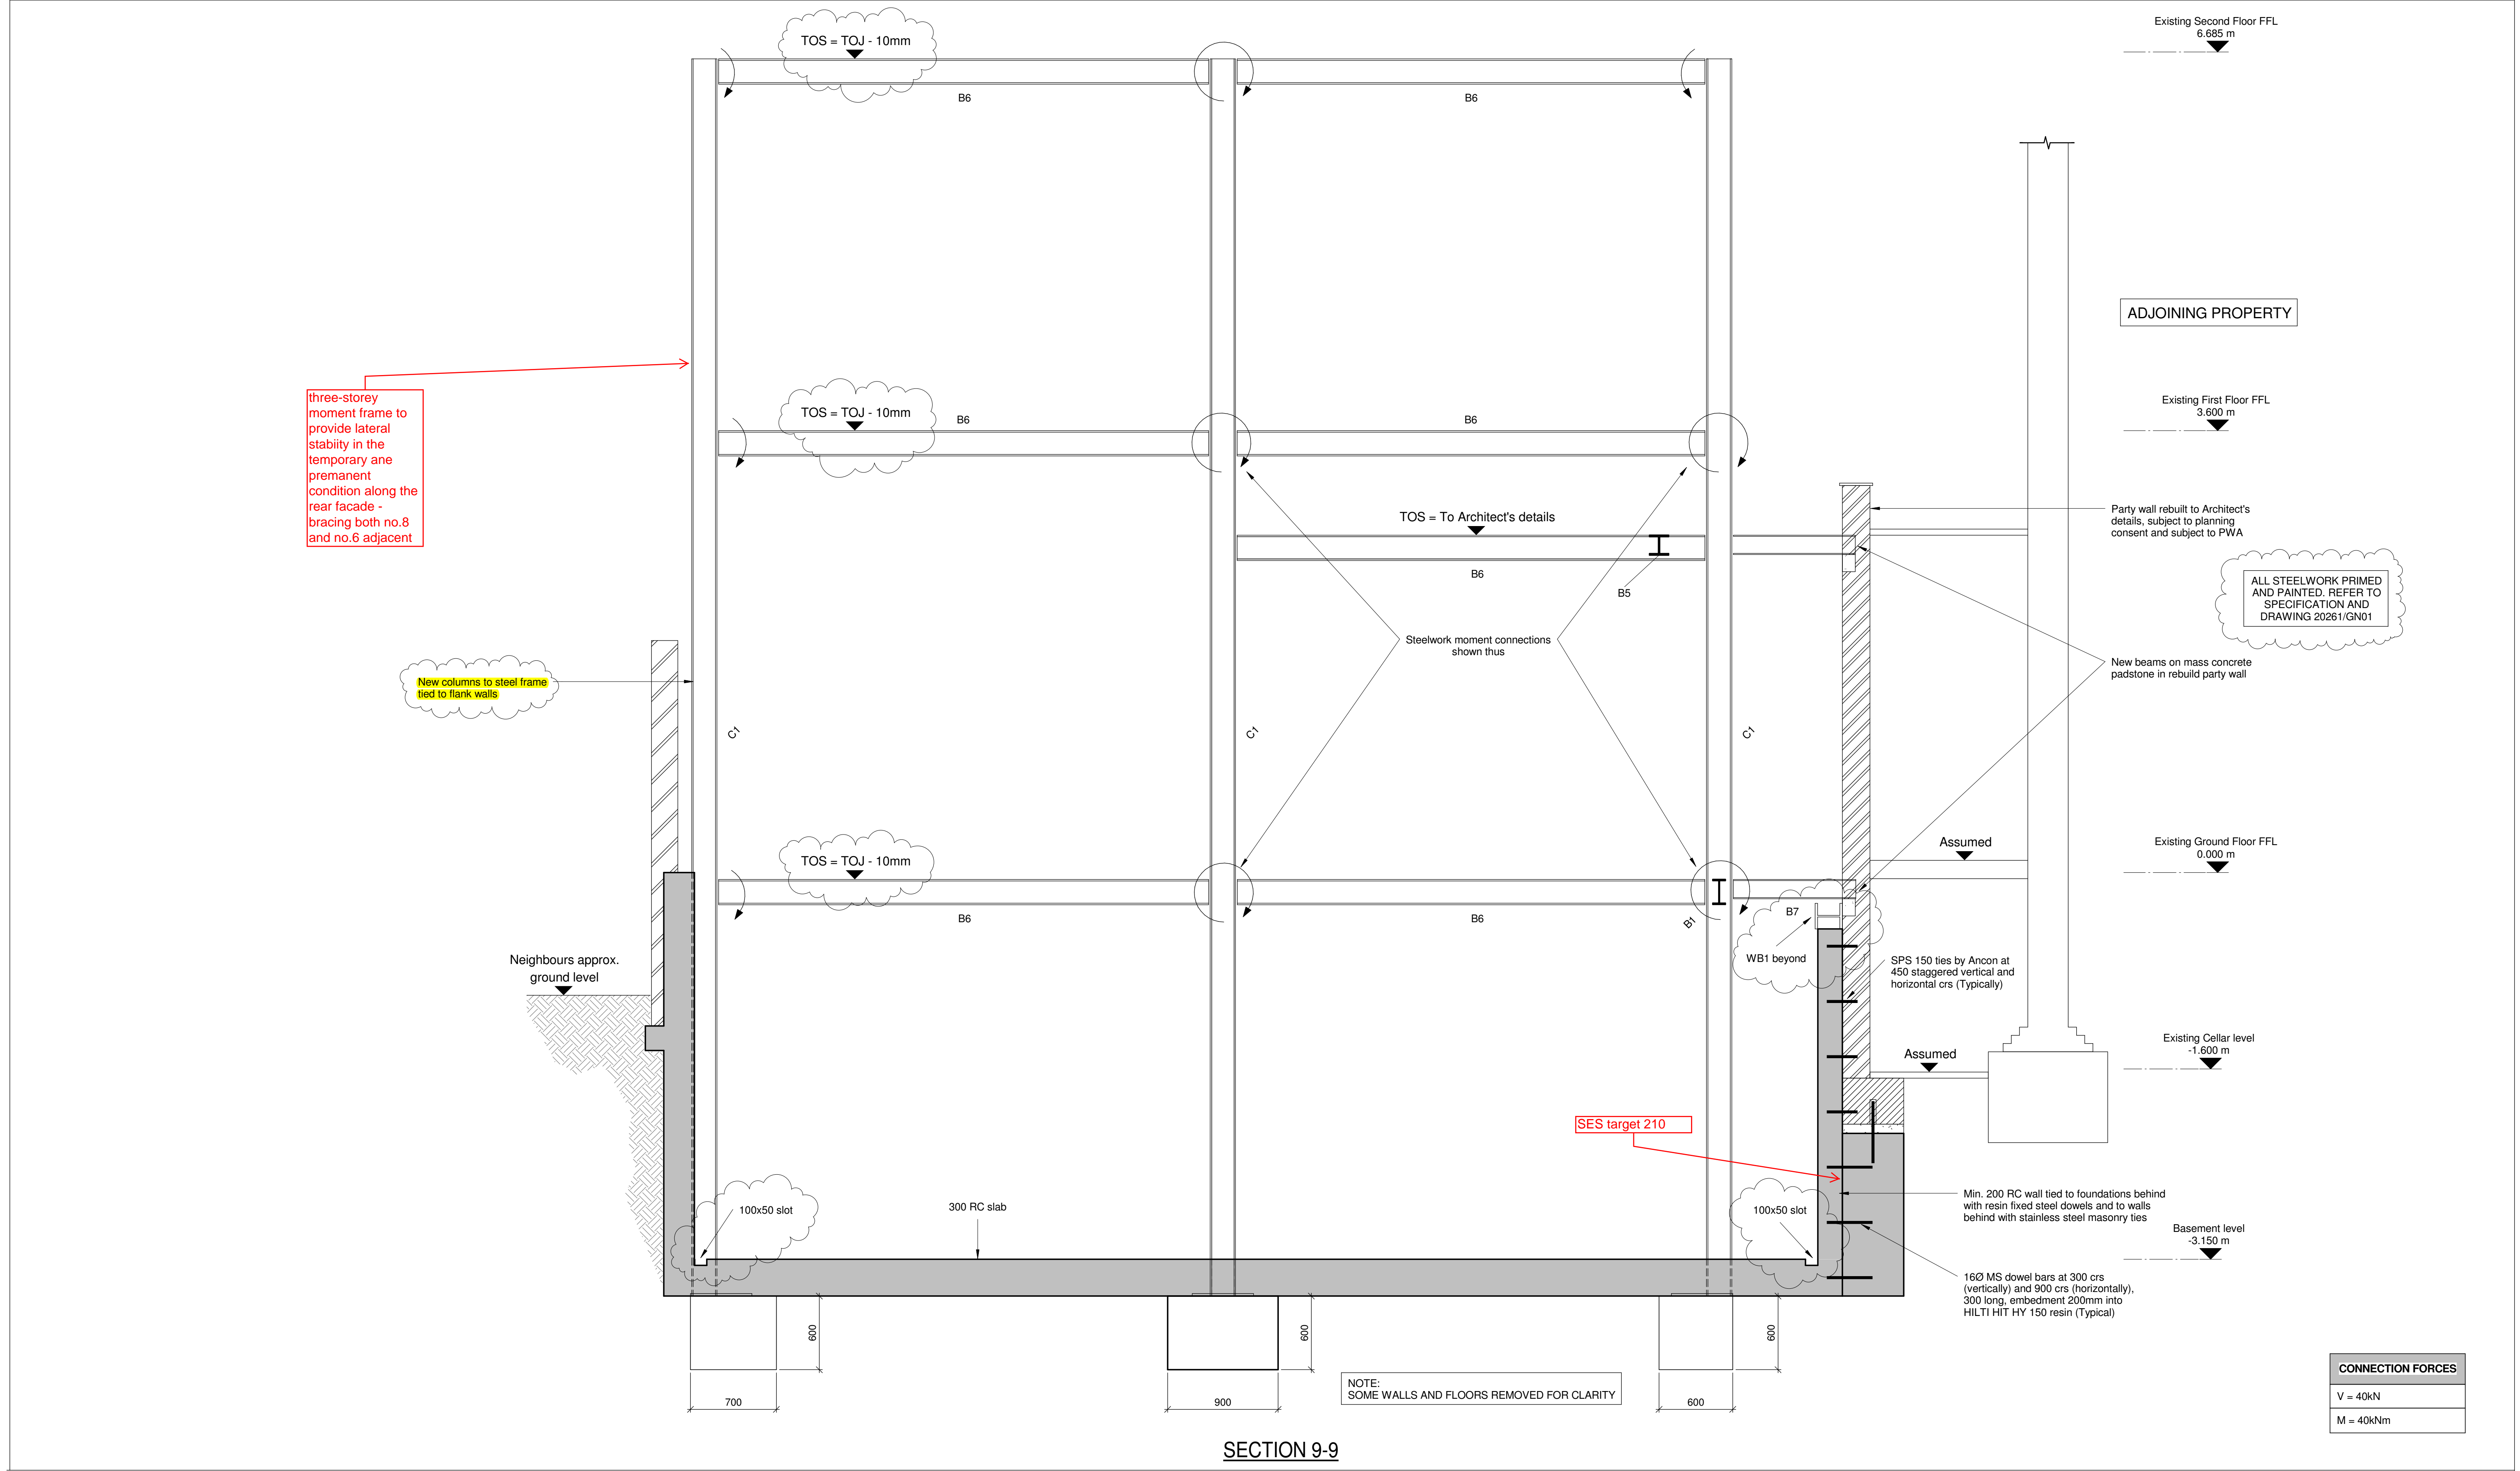 Existing Second Floor FFL
6.685 m
TOS = TOJ - 10mm
B6
B6
ADJOINING PROPERTY
three-storey
moment frame to
provide lateral
stabiity in the
temporary ane
premanent
condition along the
rear facade -
bracing both no.8
and no.6 adjacent
Existing First Floor FFL
3.600 m
TOS = TOJ - 10mm
B6
B6
TOS = To Architect's details
B6
B5
Party wall rebuilt to Architect's
details, subject to planning
consent and subject to PWA
ALL STEELWORK PRIMED
AND PAINTED. REFER TO
SPECIFICATION AND
DRAWING 20261/GN01
Steelwork moment connections
shown thus
New beams on mass concrete
padstone in rebuild party wall
New columns to steel frame
tied to flank walls
C1
C1
C1
Existing Ground Floor FFL
0.000 m
Assumed
TOS = TOJ - 10mm
B6
B6
B1
B7
WB1 beyond
SPS 150 ties by Ancon at
450 staggered vertical and
horizontal crs (Typically)
Neighbours approx.
ground level
Existing Cellar level
-1.600 m
Assumed
SES target 210
Min. 200 RC wall tied to foundations behind
with resin fixed steel dowels and to walls
behind with stainless steel masonry ties
100x50 slot
300 RC slab
100x50 slot
Basement level
-3.150 m
16Ø MS dowel bars at 300 crs
(vertically) and 900 crs (horizontally),
300 long, embedment 200mm into
HILTI HIT HY 150 resin (Typical)
600
600
600
700
900
600
NOTE:
SOME WALLS AND FLOORS REMOVED FOR CLARITY
CONNECTION FORCES
V = 40kN
M = 40kNm
SECTION 9-9